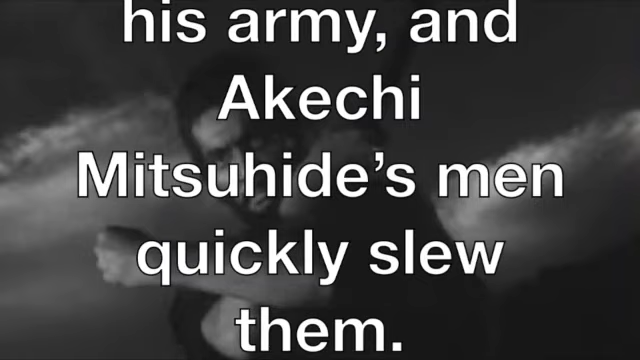 his army, and
Akechi
Mitsuhide’s men
quickly slew
them.